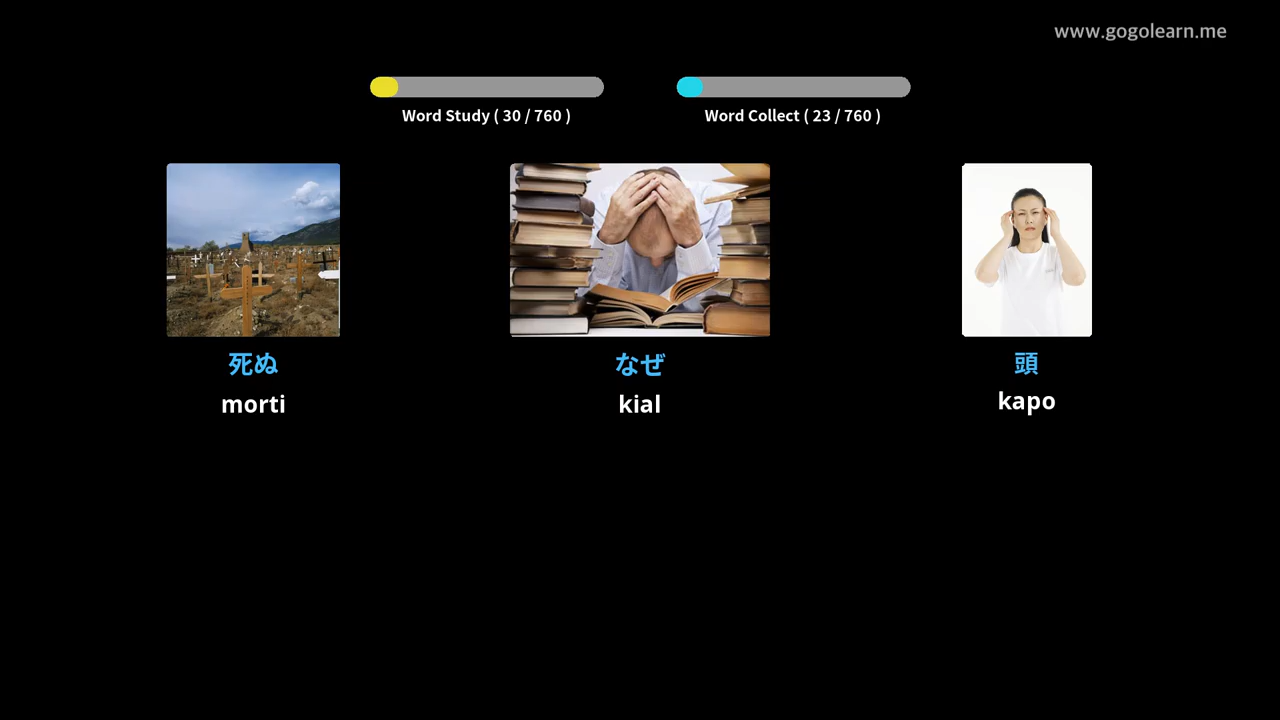 www.gogolearn.me
Word Study ( 30 / 760 )
Word Collect ( 23 / 760 )
死ぬ
morti
なぜ
kial
頭
kapo